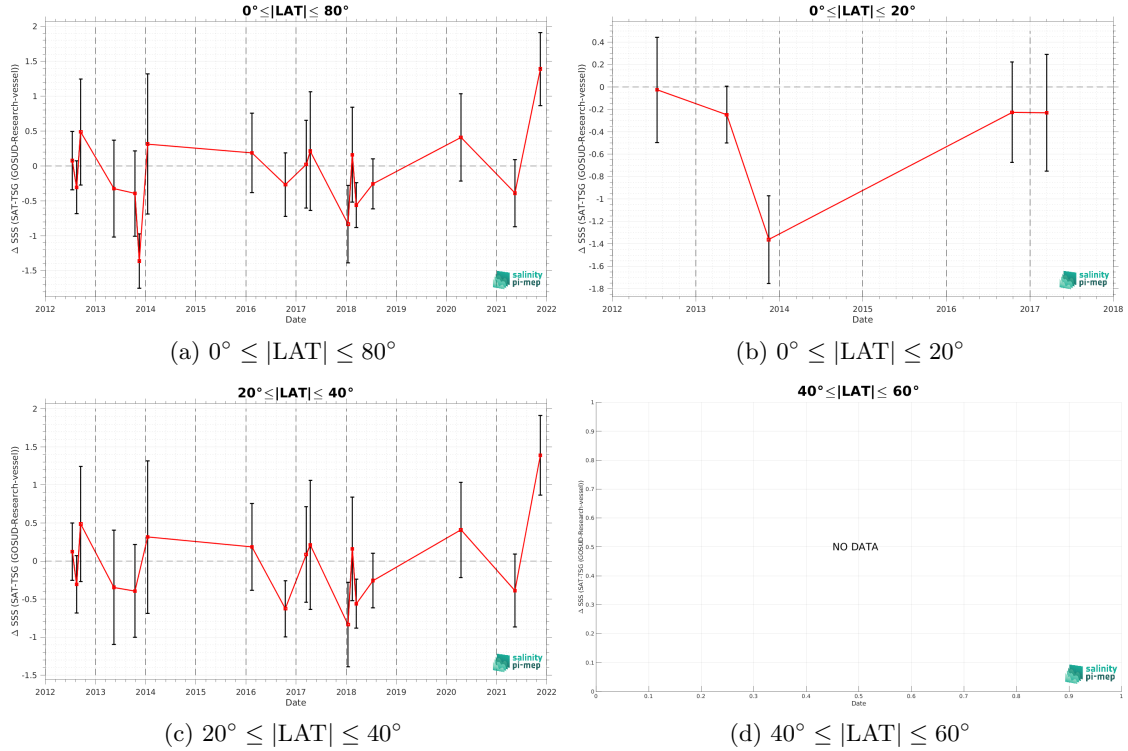 0°≤|LAT|≤ 80°
2
1.5
1
0.5
0
-0.5
-1
-1.5
Δ SSS (SAT-TSG (GOSUD-Research-vessel))
2012 2013 2014 2015 2016 2017 2018 2019 2020 2021 2022
Date
salinity
pi-mep
(a) 0° ≤ |LAT| ≤ 80°
0°≤|LAT|≤ 20°
0.4
0.2
0
-0.2
-0.4
-0.6
-0.8
-1
-1.2
-1.4
-1.6
-1.8
Δ SSS (SAT-TSG (GOSUD-Research-vessel))
2012 2013 2014 2015 2016 2017 2018
Date
salinity
pi-mep
(b) 0° ≤ |LAT| ≤ 20°
20°≤|LAT|≤ 40°
2
1.5
1
0.5
0
-0.5
-1
-1.5
Δ SSS (SAT-TSG (GOSUD-Research-vessel))
2012 2013 2014 2015 2016 2017 2018 2019 2020 2021 2022
Date
salinity
pi-mep
(c) 20° ≤ |LAT| ≤ 40°
40°≤|LAT|≤ 60°
1
0.9
0.8
0.7
0.6
0.5
0.4
0.3
0.2
0.1
0
Δ SSS (SAT-TSG (GOSUD-Research-vessel))
NO DATA
0 0.1 0.2 0.3 0.4 0.5 0.6 0.7 0.8 0.9 1
Date
salinity
pi-mep
(d) 40° ≤ |LAT| ≤ 60°